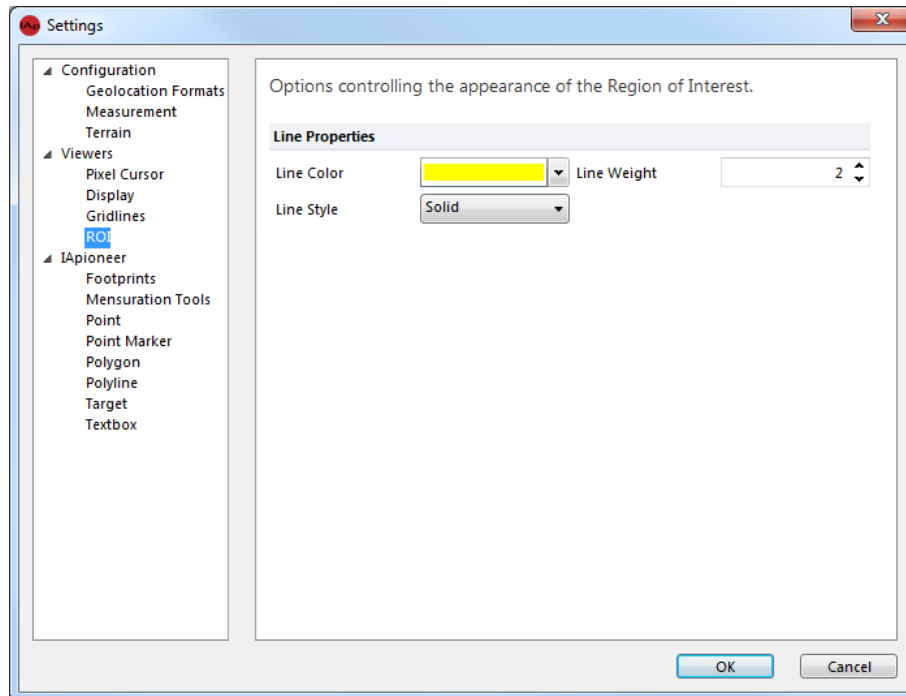 IAp Settings
Configuration
Geolocation Formats
Measurement
Terrain
Viewers
Pixel Cursor
Display
Gridlines
ROI
IApioneer
Footprints
Mensuration Tools
Point
Point Marker
Polygon
Polyline
Target
Textbox
Options controlling the appearance of the Region of Interest.
Line Properties
Line Color Line Weight 2
Line Style Solid
OK Cancel